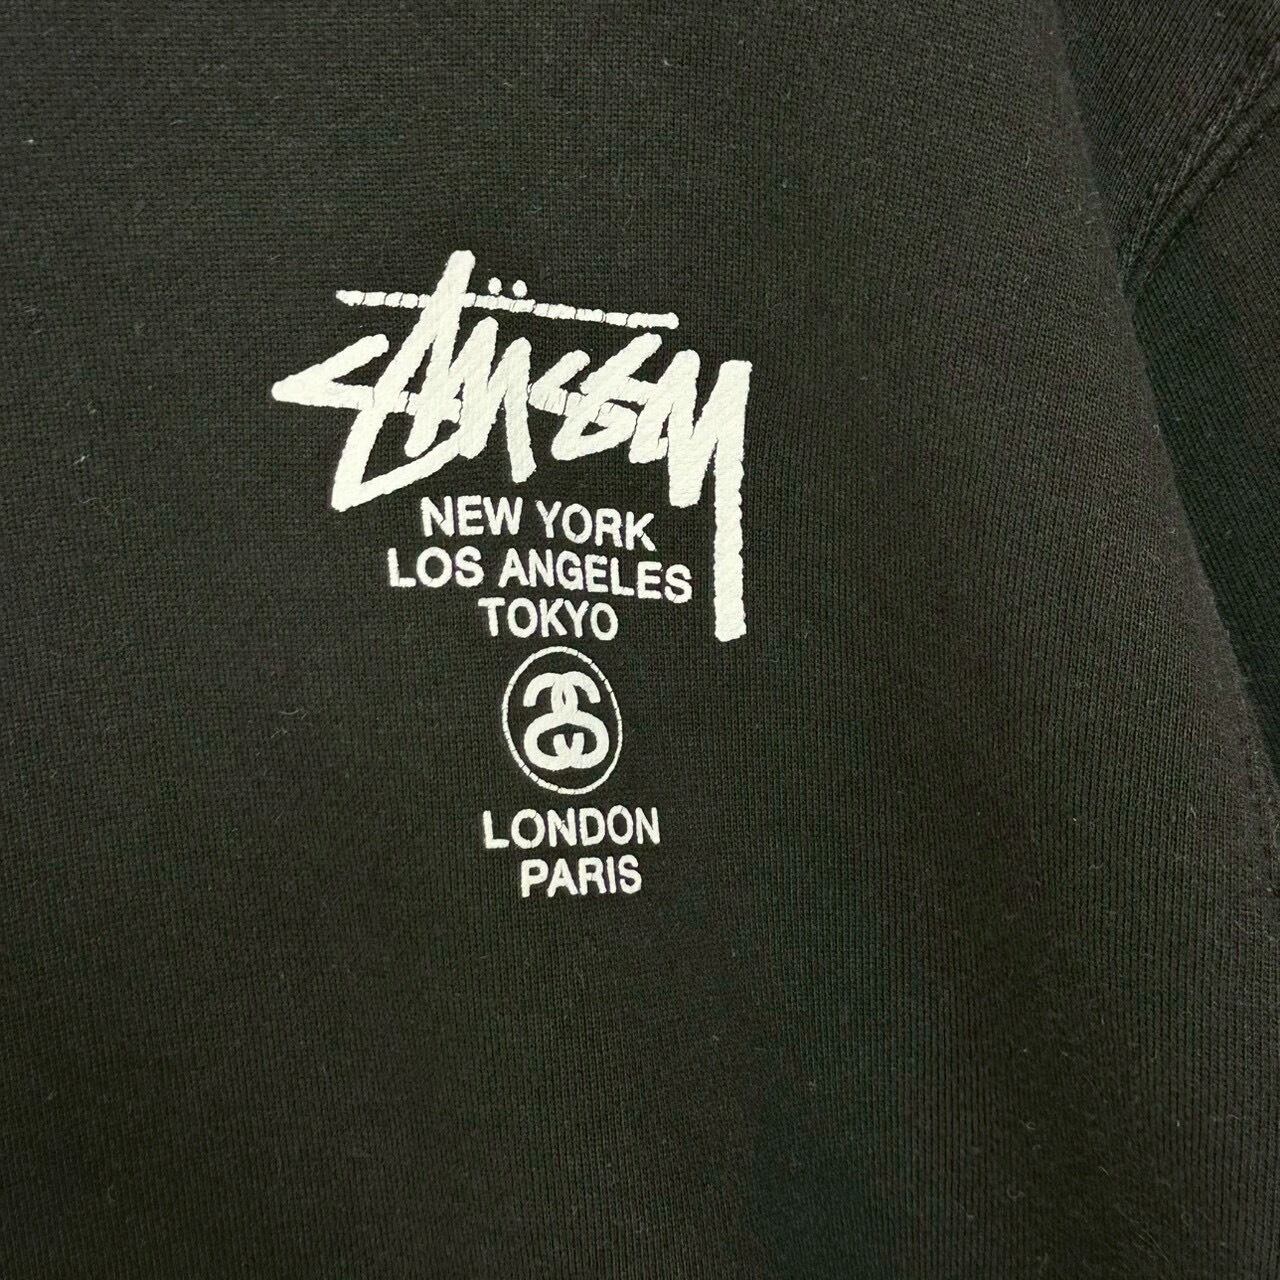 Stüssy
NEW YORK
LOS ANGELES
TOKYO
LONDON
PARIS